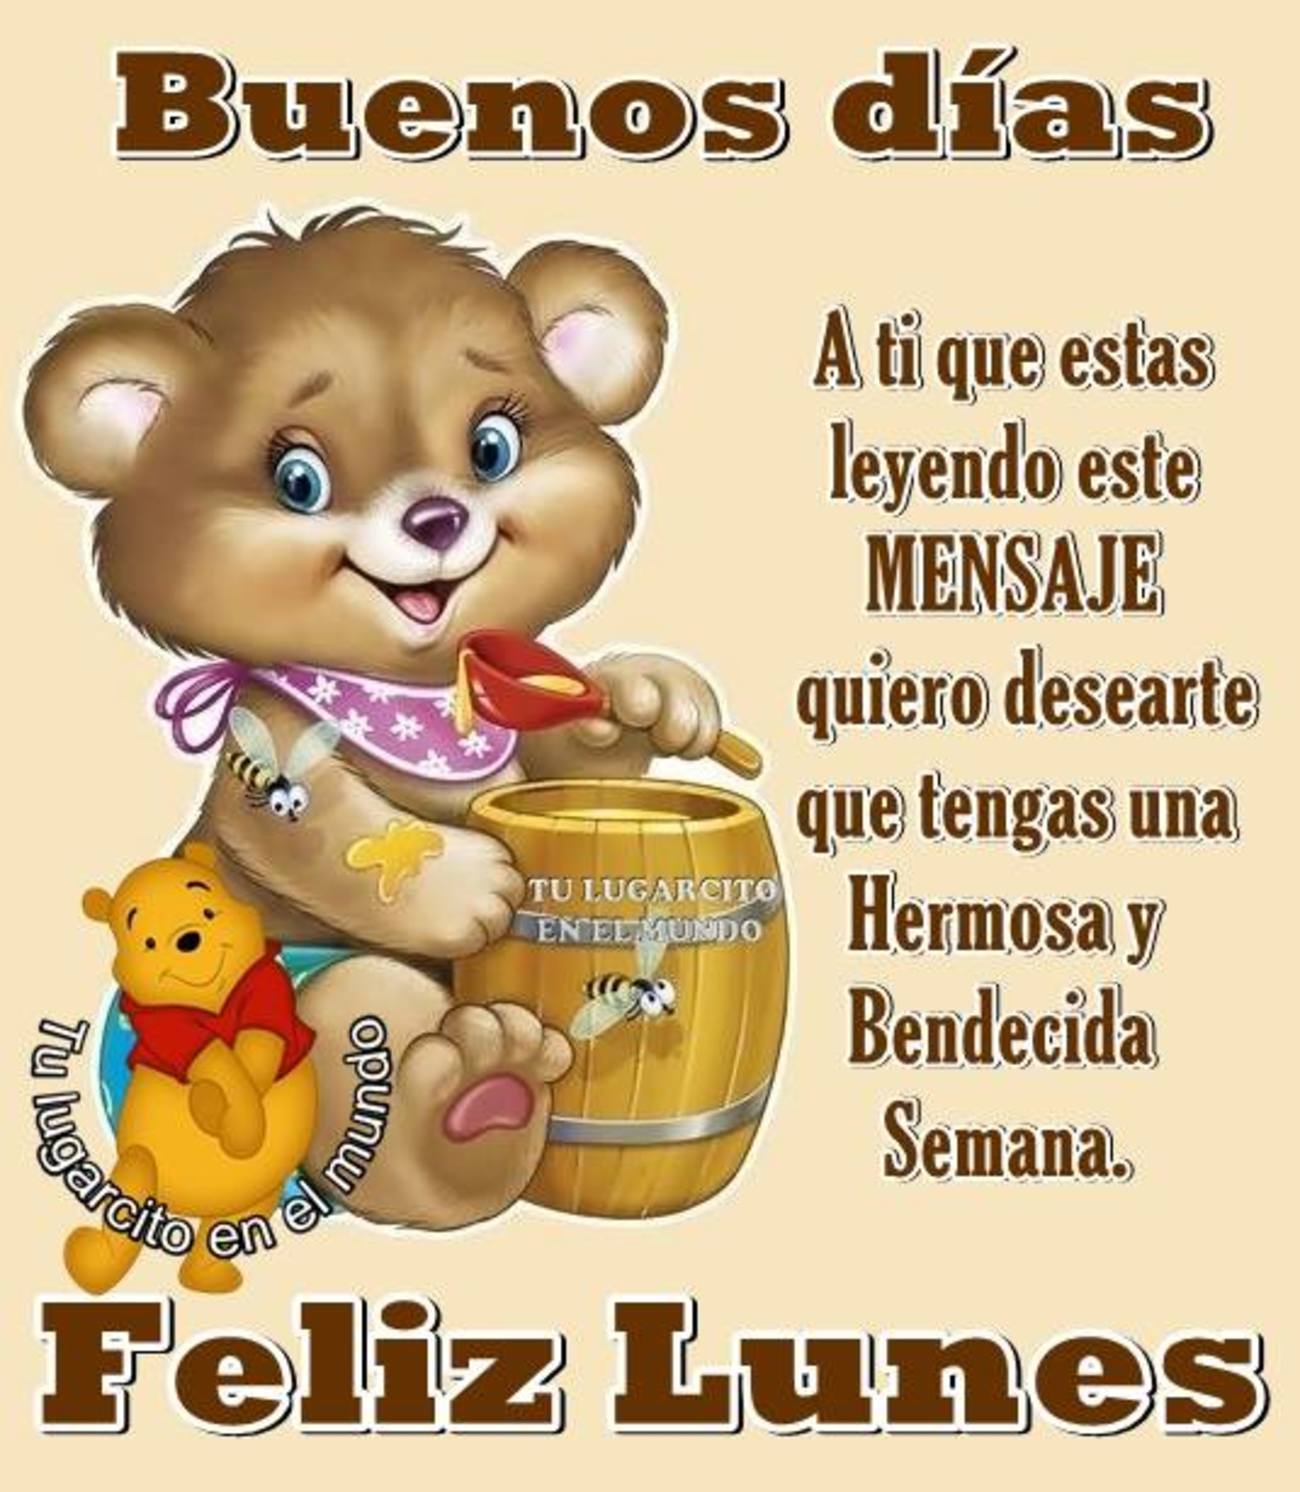 Buenos días
A ti que estas
leyendo este
MENSAJE
quiero desearte
que tengas una
Hermosa y
Bendecida
Semana.
TU LUGARCITO
EN EL MUNDO
Tu lugarcito en el mundo
Feliz Lunes